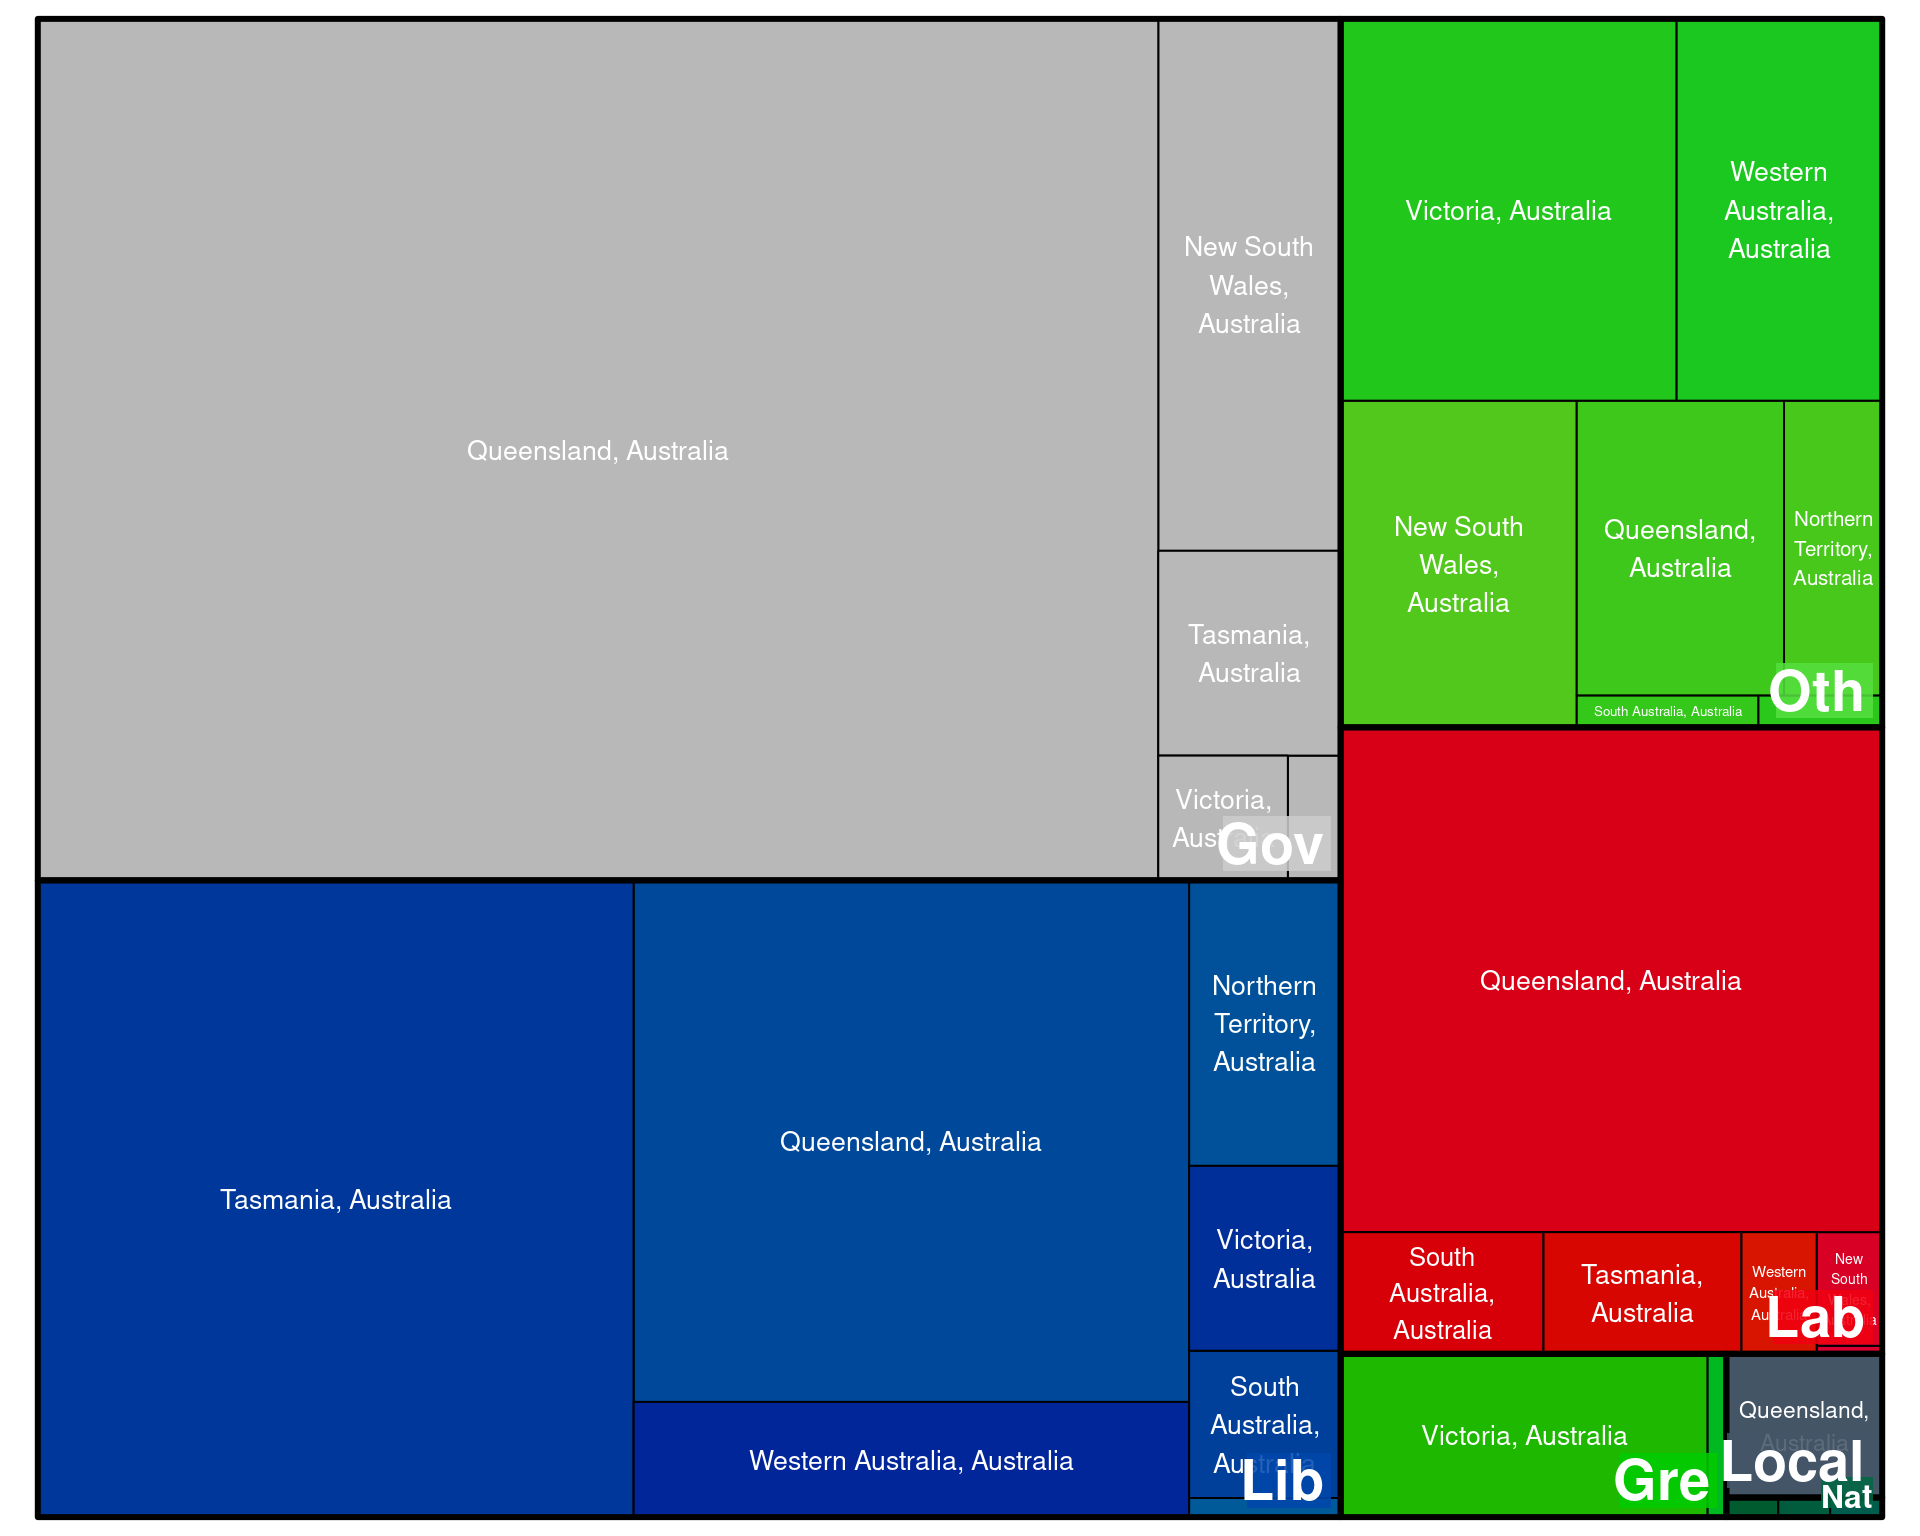 Queensland, Australia
New South
Wales,
Australia
Tasmania,
Australia
Victoria,
Gov
Victoria, Australia
Western
Australia,
Australia
New South
Wales,
Australia
Queensland,
Australia
Northern
Territory,
Australia
South Australia, Australia
Oth
Tasmania, Australia
Queensland, Australia
Western Australia, Australia
Northern
Territory,
Australia
Victoria,
Australia
South
Australia,
Lib
Queensland, Australia
South
Australia,
Australia
Tasmania,
Australia
Western
Australia,
New
South
Lab
Victoria, Australia
Gre
Queensland,
Australia
Local
Nat